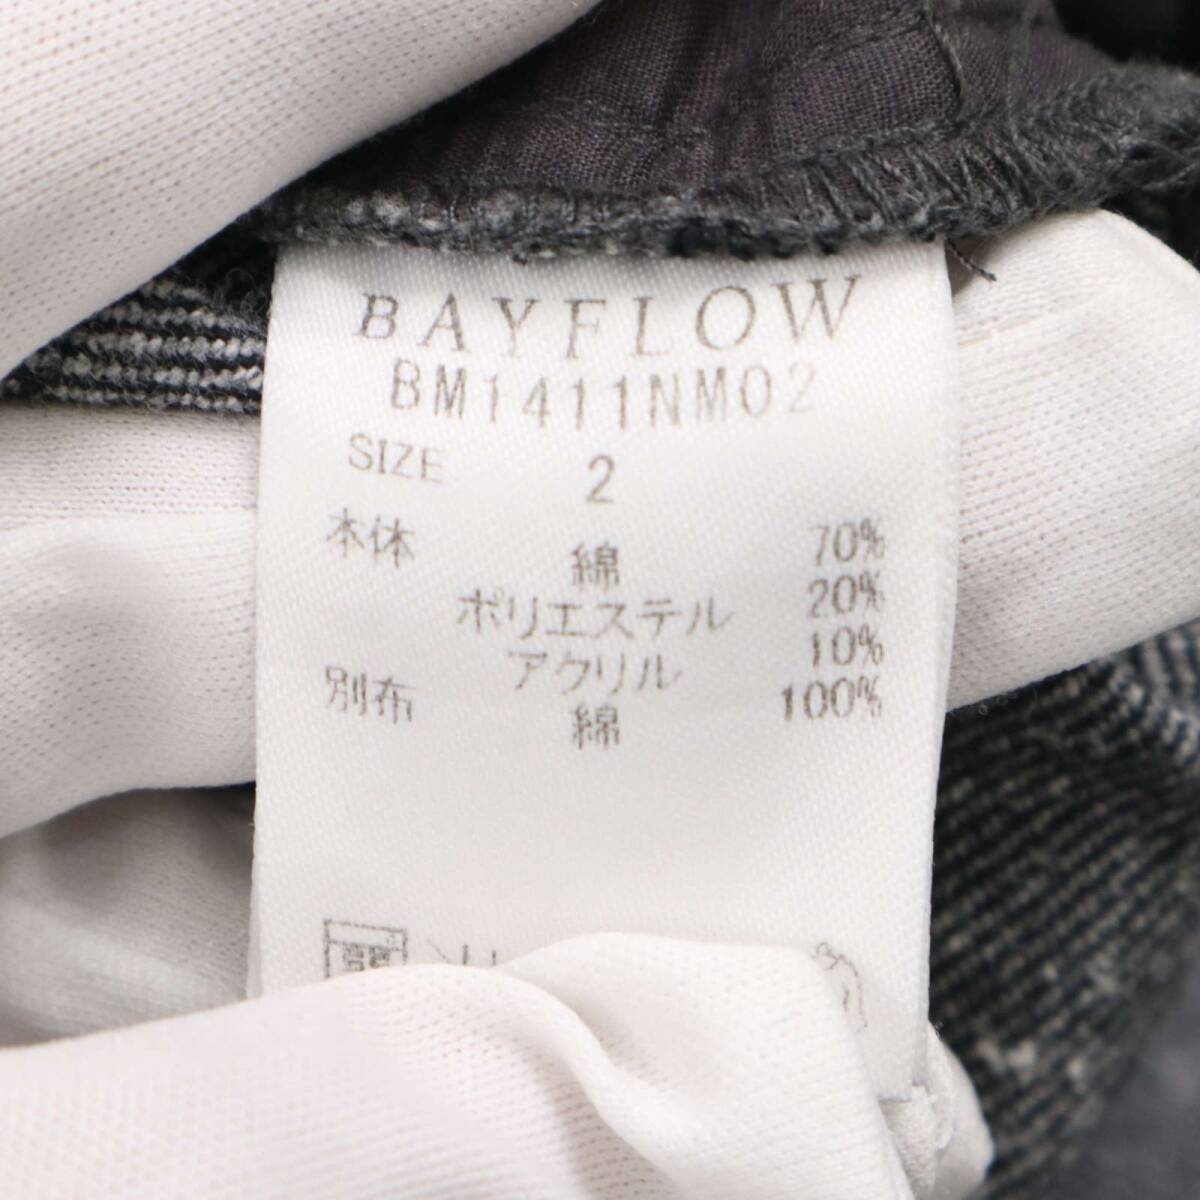 BAYFLOW
BM1411NM02
SIZE 2
本体 綿 70%
ポリエステル 20%
アクリル 10%
別布 綿 100%